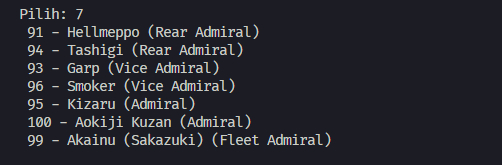 Pilih: 7
91 - Hellmeppo (Rear Admiral)
94 - Tashigi (Rear Admiral)
93 - Garp (Vice Admiral)
96 - Smoker (Vice Admiral)
95 - Kizaru (Admiral)
100 - Aokiji Kuzan (Admiral)
99 - Akainu (Sakazuki) (Fleet Admiral)